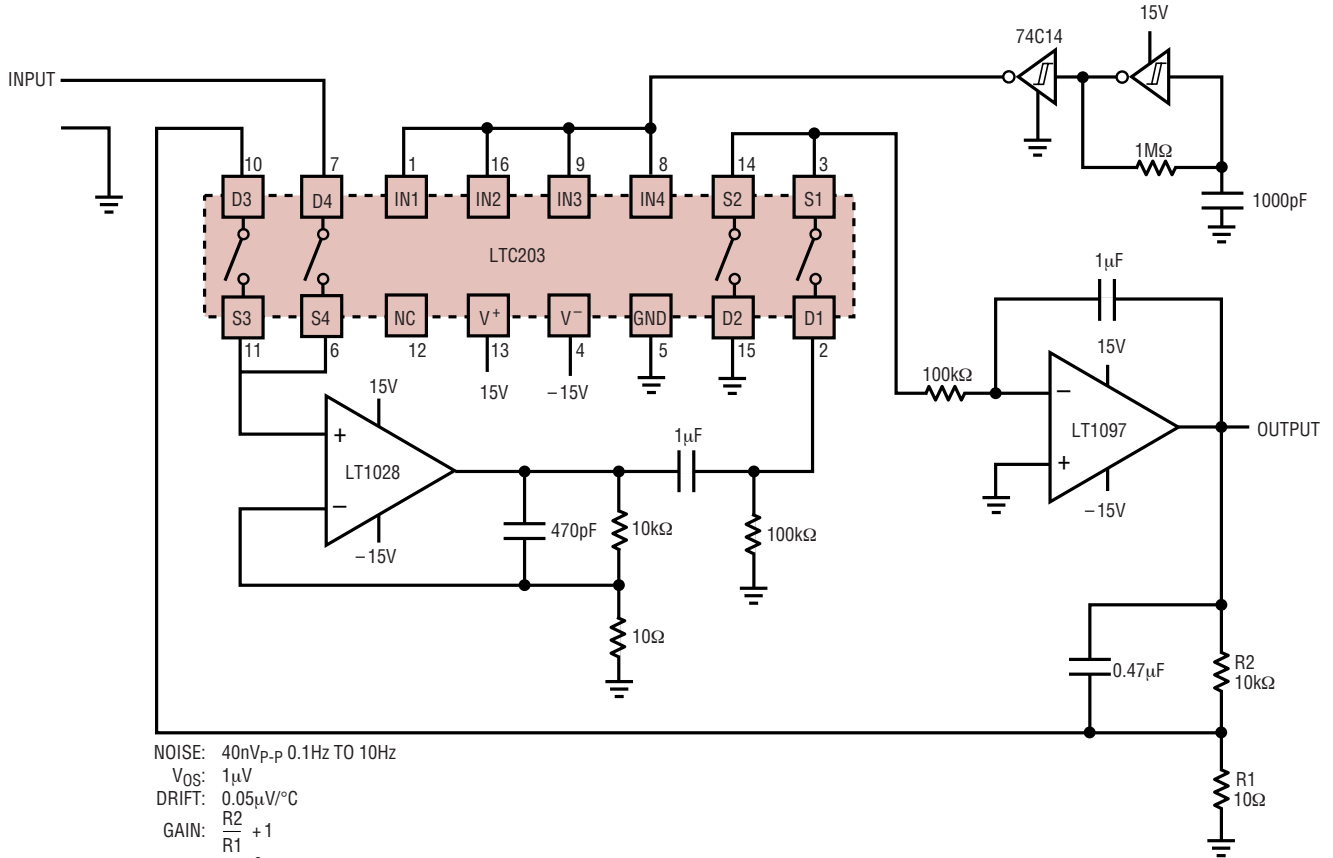 15V
74C14
INPUT
1MΩ
1000pF
10
7
1
16
9
8
14
3
D3
D4
IN1
IN2
IN3
IN4
S2
S1
LTC203
S3
S4
NC
V+
V–
GND
D2
D1
11
6
12
13
4
5
15
2
15V
–15V
1µF
15V
100kΩ
–
LT1097
+
–15V
OUTPUT
15V
+
LT1028
–
–15V
1µF
470pF
10kΩ
100kΩ
10Ω
0.47µF
R2
10kΩ
R1
10Ω
NOISE: 40nVP-P 0.1Hz TO 10Hz
VOS: 1µV
DRIFT: 0.05µV/°C
GAIN: R2/R1 + 1